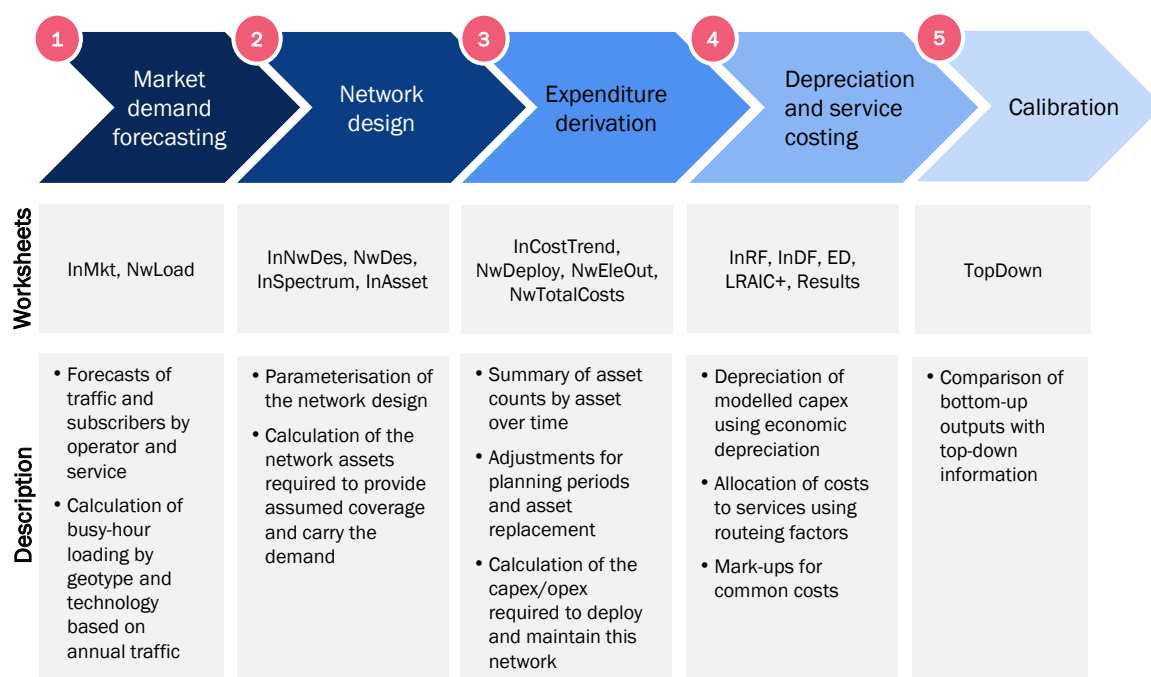 1
Market
demand
forecasting
2
Network
design
3
Expenditure
derivation
4
Depreciation
and service
costing
5
Calibration
Worksheets
InMkt, NwLoad
InNwDes, NwDes,
InSpectrum, InAsset
InCostTrend,
NwDeploy, NwEleOut,
NwTotalCosts
InRF, InDF, ED,
LRAIC+, Results
TopDown
Description
• Forecasts of
traffic and
subscribers by
operator and
service
• Calculation of
busy-hour
loading by
geotype and
technology
based on
annual traffic
• Parameterisation of
the network design
• Calculation of the
network assets
required to provide
assumed coverage
and carry the
demand
• Summary of asset
counts by asset
over time
• Adjustments for
planning periods
and asset
replacement
• Calculation of the
capex/opex
required to deploy
and maintain this
network
• Depreciation of
modelled capex
using economic
depreciation
• Allocation of costs
to services using
routeing factors
• Mark-ups for
common costs
• Comparison of
bottom-up
outputs with
top-down
information